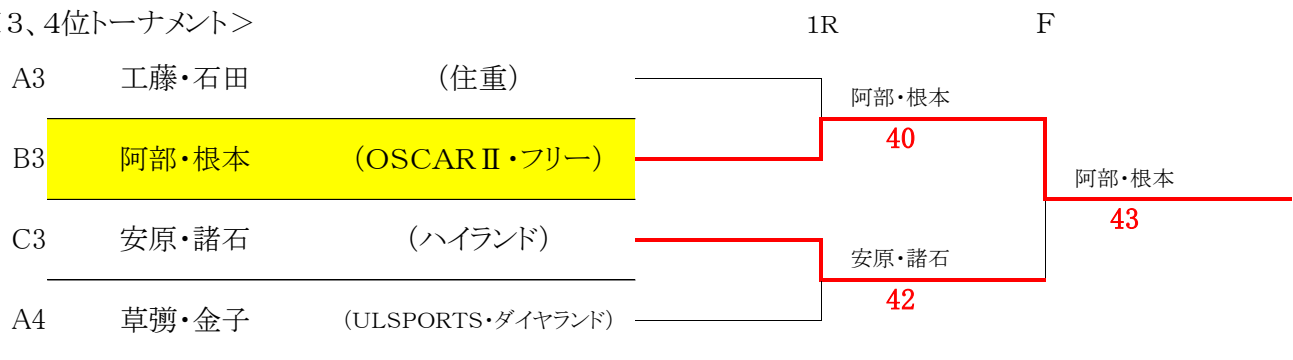 3、4位トーナメント＞ 1R F
A3 工藤・石田 (住重)
阿部・根本
40
B3 阿部・根本 (OSCARⅡ・フリー)
阿部・根本
43
C3 安原・諸石 (ハイランド)
安原・諸石
42
A4 草彅・金子 (ULSPORTS・ダイヤランド)